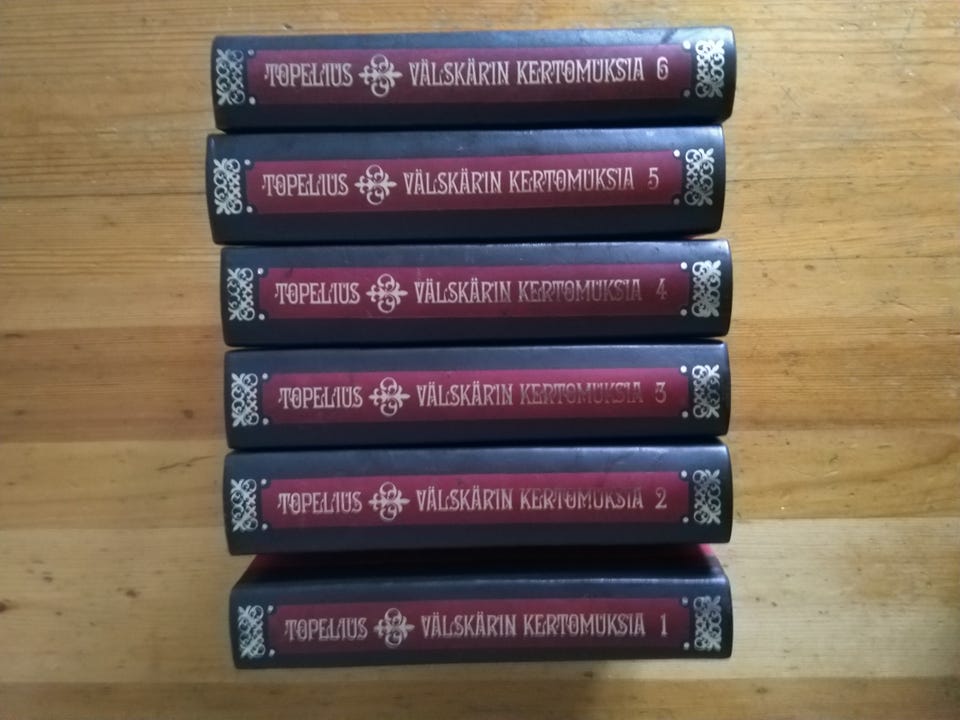 TOPELIUS VÄLSKÄRIN KERTOMUKSIA 6
TOPELIUS VÄLSKÄRIN KERTOMUKSIA 5
TOPELIUS VÄLSKÄRIN KERTOMUKSIA 4
TOPELIUS VÄLSKÄRIN KERTOMUKSIA 3
TOPELIUS VÄLSKÄRIN KERTOMUKSIA 2
TOPELIUS VÄLSKÄRIN KERTOMUKSIA 1